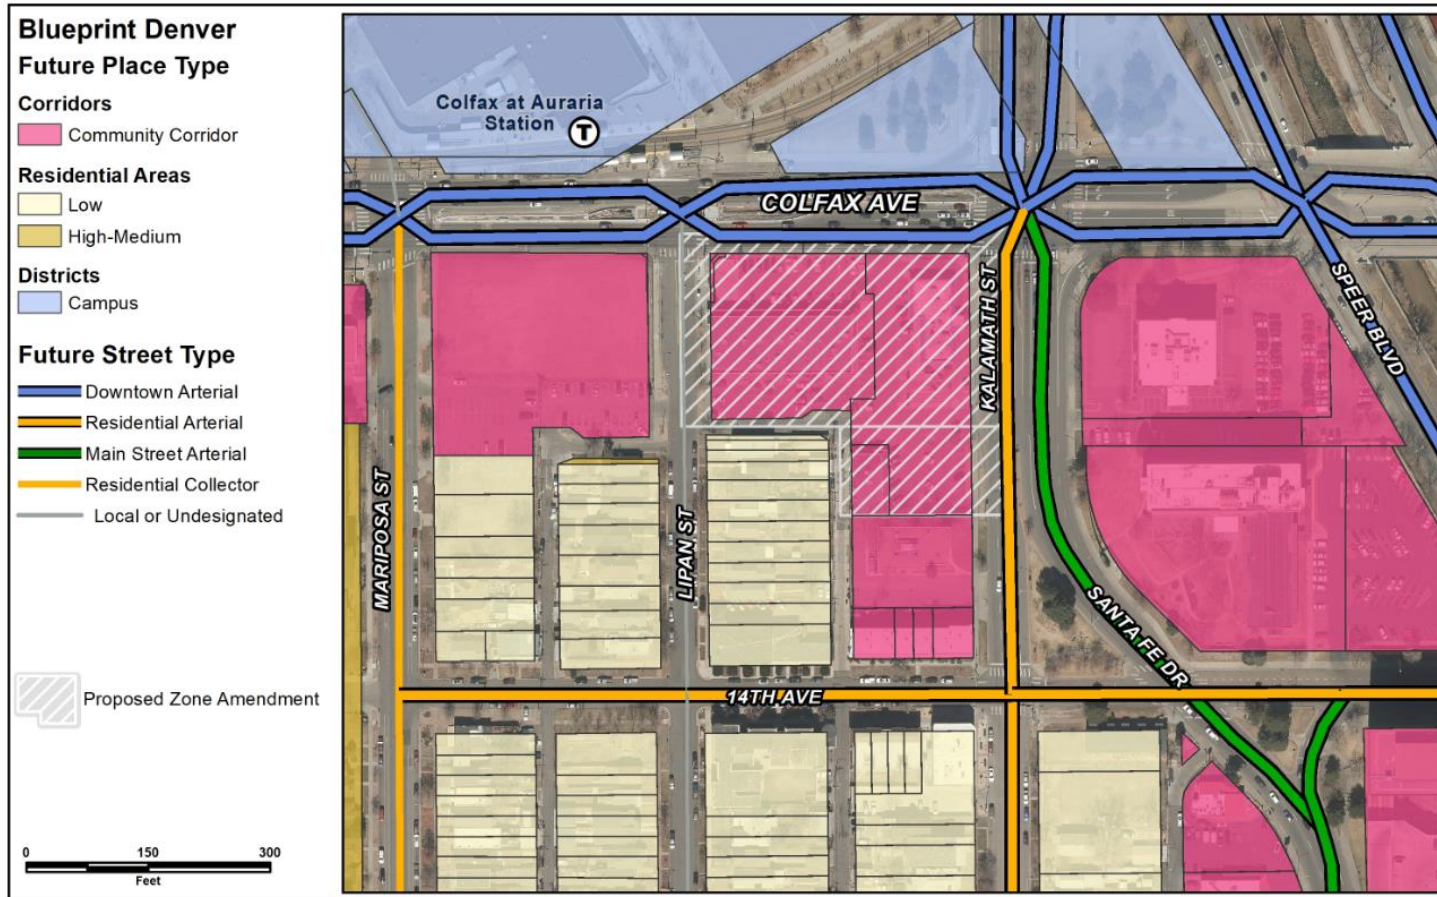 Blueprint Denver
Future Place Type
Corridors
Community Corridor
Residential Areas
Low
High-Medium
Districts
Campus
Future Street Type
Downtown Arterial
Residential Arterial
Main Street Arterial
Residential Collector
Local or Undesignated
Proposed Zone Amendment
0 150 300
Feet
Colfax at Auraria
Station
T
COLFAX AVE
KALAMATH ST
SPEER BLVD
MARIPOSA ST
LIPAN ST
SANTA FE DR
14TH AVE